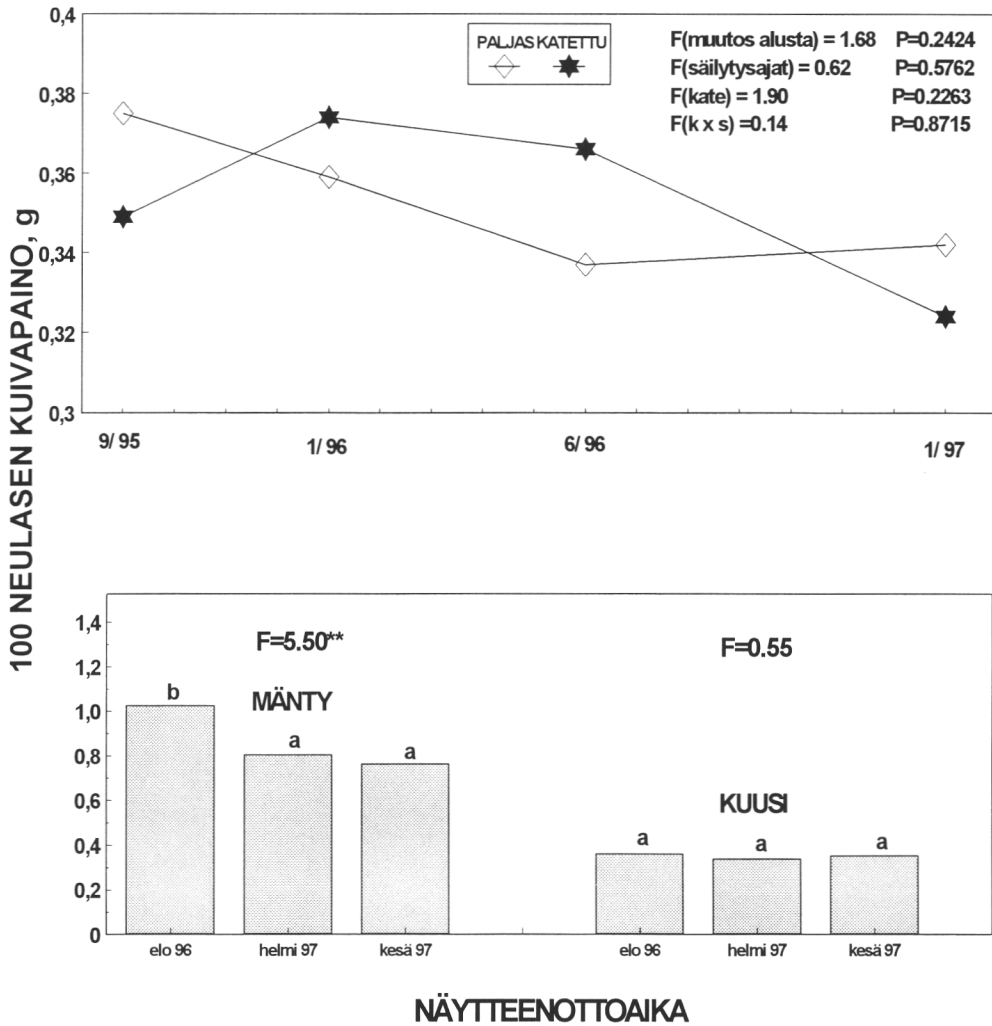 100 NEULASEN KUIVAPAINO, g
0,4
0,38
0,36
0,34
0,32
0,3
PALJAS KATETTU
F(muutos alusta) = 1.68 P=0.2424
F(säilytysajat) = 0.62 P=0.5762
F(kate) = 1.90 P=0.2263
F(k x s) =0.14 P=0.8715
9/ 95 1/ 96 6/ 96 1/ 97
1,4
1,2
1,0
0,8
0,6
0,4
0,2
0
F=5.50** F=0.55
MÄNTY
b a a
KUUSI
a a a
elo 96 helmi 97 kesä 97 elo 96 helmi 97 kesä 97
NÄYTTEENOTTOAIKA